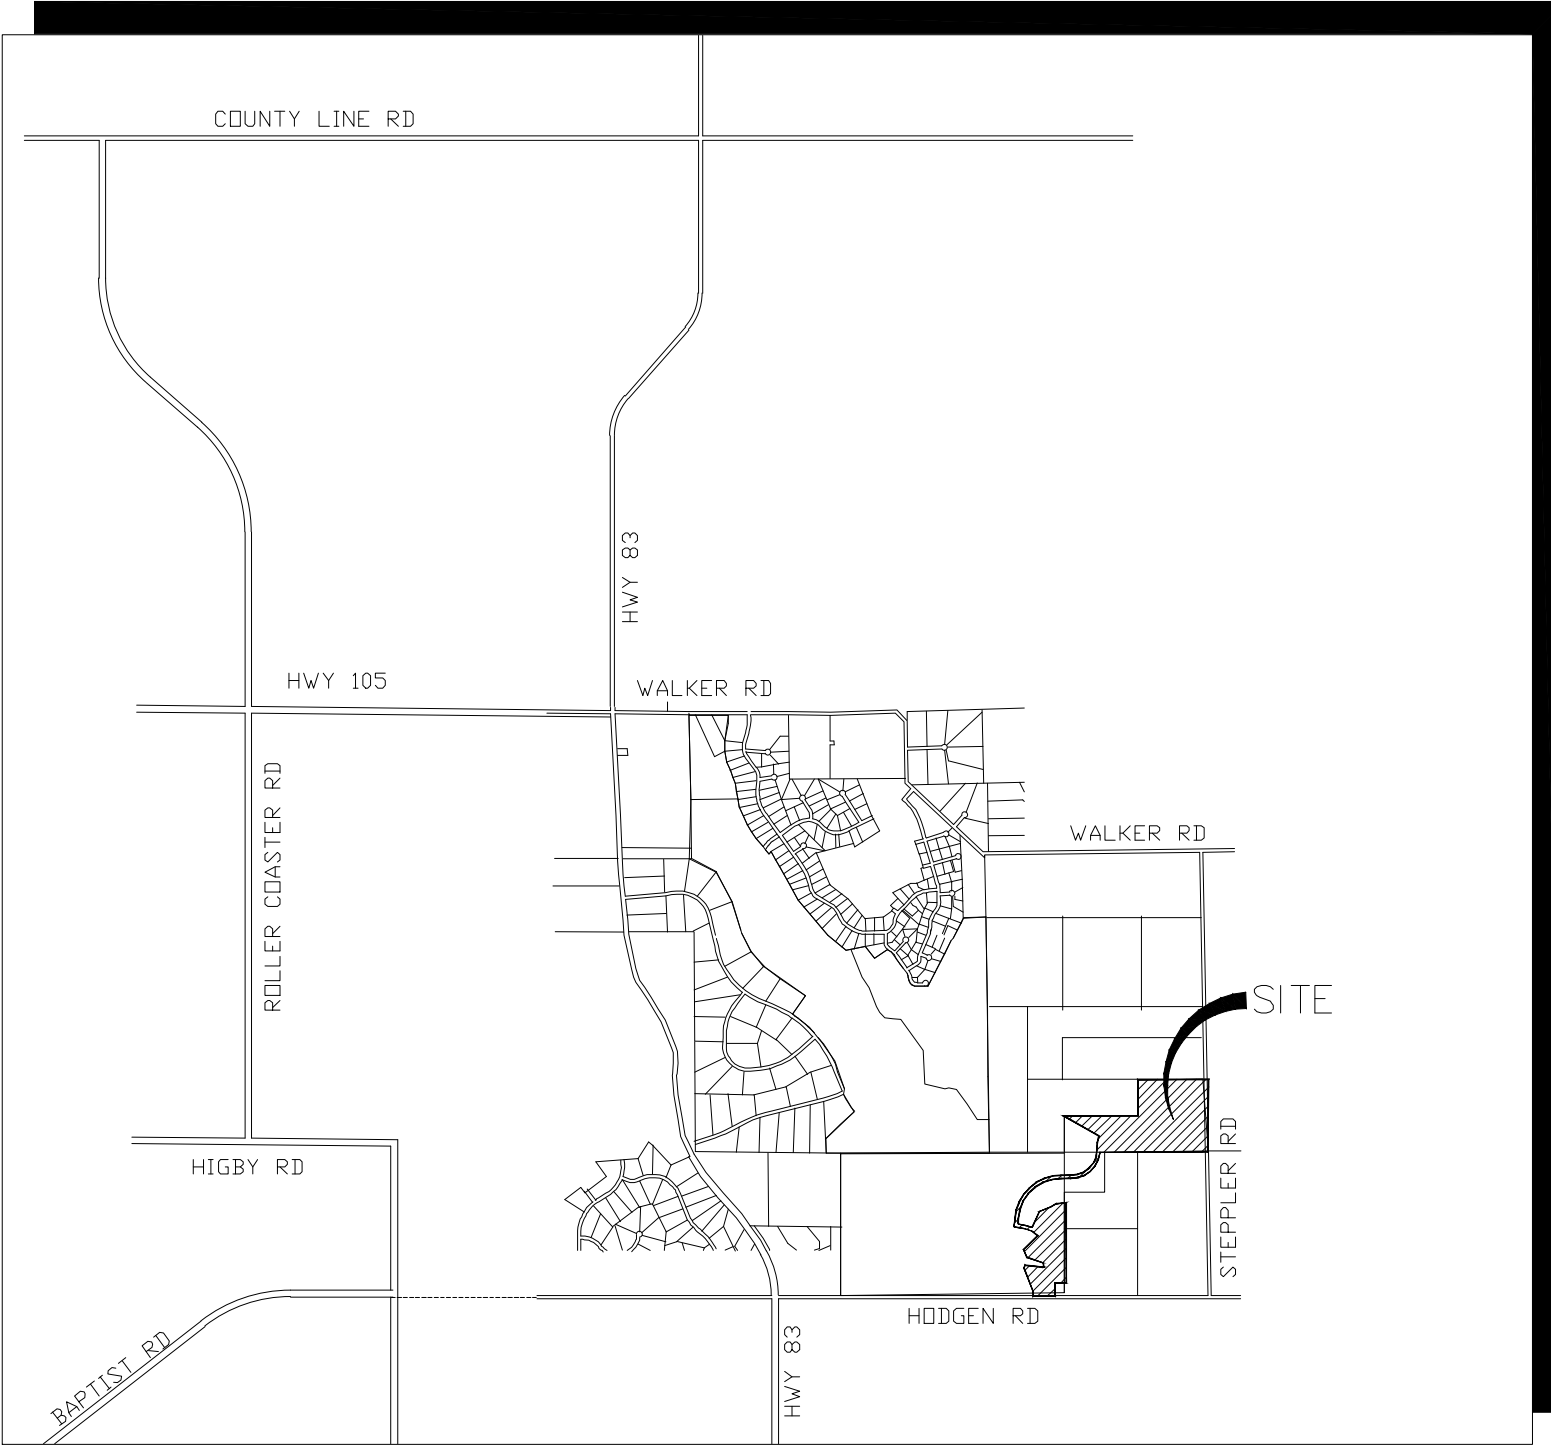 COUNTY LINE RD
HWY 83
HWY 105
WALKER RD
ROLLER COASTER RD
WALKER RD
SITE
HIGBY RD
STEPPLER RD
HODGEN RD
BAPTIST RD
HWY 83